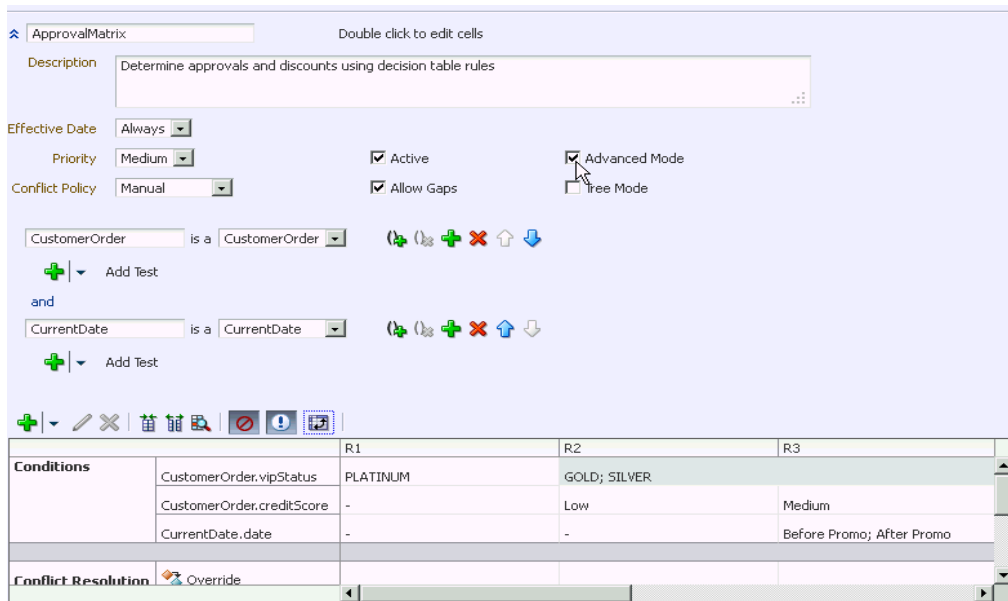 ApprovalMatrix Double click to edit cells
Description Determine approvals and discounts using decision table rules
Effective Date Always
Priority Medium Active Advanced Mode
Conflict Policy Manual Allow Gaps Tree Mode
CustomerOrder is a CustomerOrder
Add Test
and
CurrentDate is a CurrentDate
Add Test
R1 R2 R3
Conditions CustomerOrder.vipStatus PLATINUM GOLD; SILVER
CustomerOrder.creditScore - Low Medium
CurrentDate.date - - Before Promo; After Promo
Conflict Resolution Override